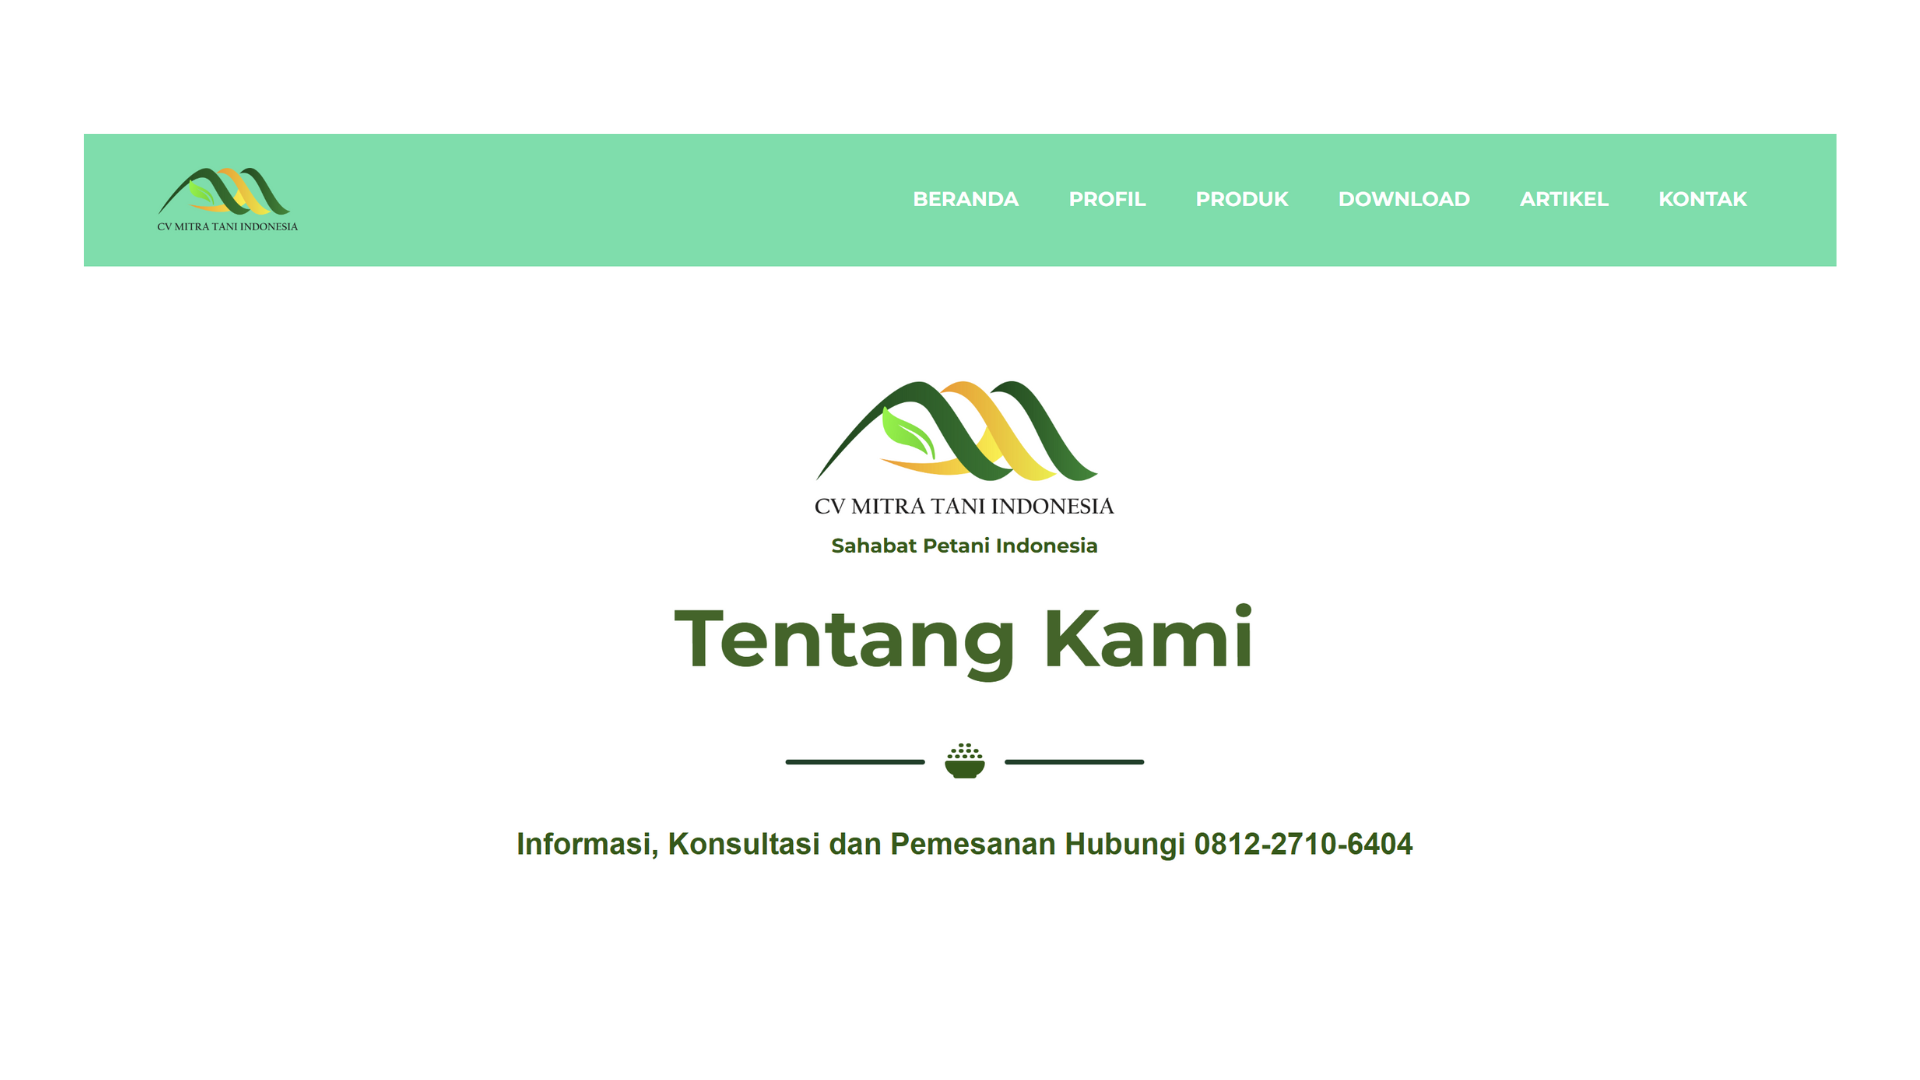 CV MITRA TANI INDONESIA
BERANDA PROFIL PRODUK DOWNLOAD ARTIKEL KONTAK
CV MITRA TANI INDONESIA
Sahabat Petani Indonesia
Tentang Kami
Informasi, Konsultasi dan Pemesanan Hubungi 0812-2710-6404